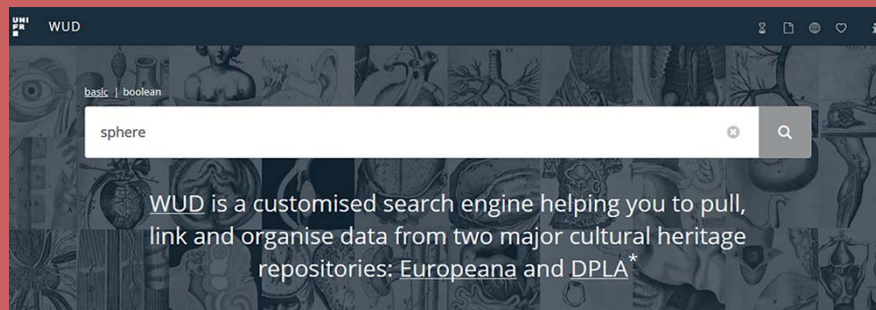 UNI
FR
WUD
basic | boolean
sphere
WUD is a customised search engine helping you to pull,
link and organise data from two major cultural heritage
repositories: Europeana and DPLA*